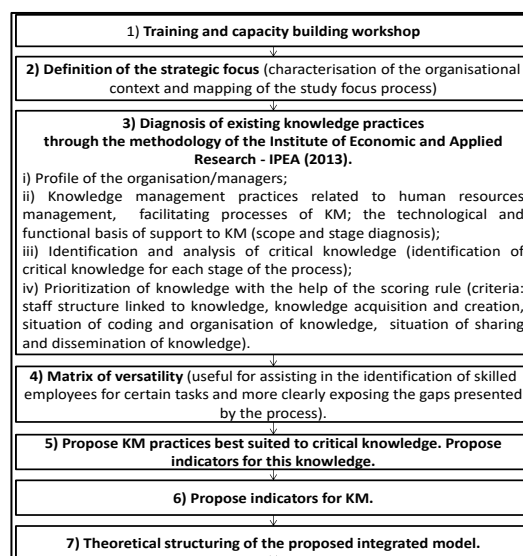 1) Training and capacity building workshop
2) Definition of the strategic focus (characterisation of the organisational
context and mapping of the study focus process)
3) Diagnosis of existing knowledge practices
through the methodology of the Institute of Economic and Applied
Research - IPEA (2013).
i) Profile of the organisation/managers;
ii) Knowledge management practices related to human resources
management, facilitating processes of KM; the technological and
functional basis of support to KM (scope and stage diagnosis);
iii) Identification and analysis of critical knowledge (identification of
critical knowledge for each stage of the process);
iv) Prioritization of knowledge with the help of the scoring rule (criteria:
staff structure linked to knowledge, knowledge acquisition and creation,
situation of coding and organisation of knowledge, situation of sharing
and dissemination of knowledge).
4) Matrix of versatility (useful for assisting in the identification of skilled
employees for certain tasks and more clearly exposing the gaps presented
by the process).
5) Propose KM practices best suited to critical knowledge. Propose
indicators for this knowledge.
6) Propose indicators for KM.
7) Theoretical structuring of the proposed integrated model.